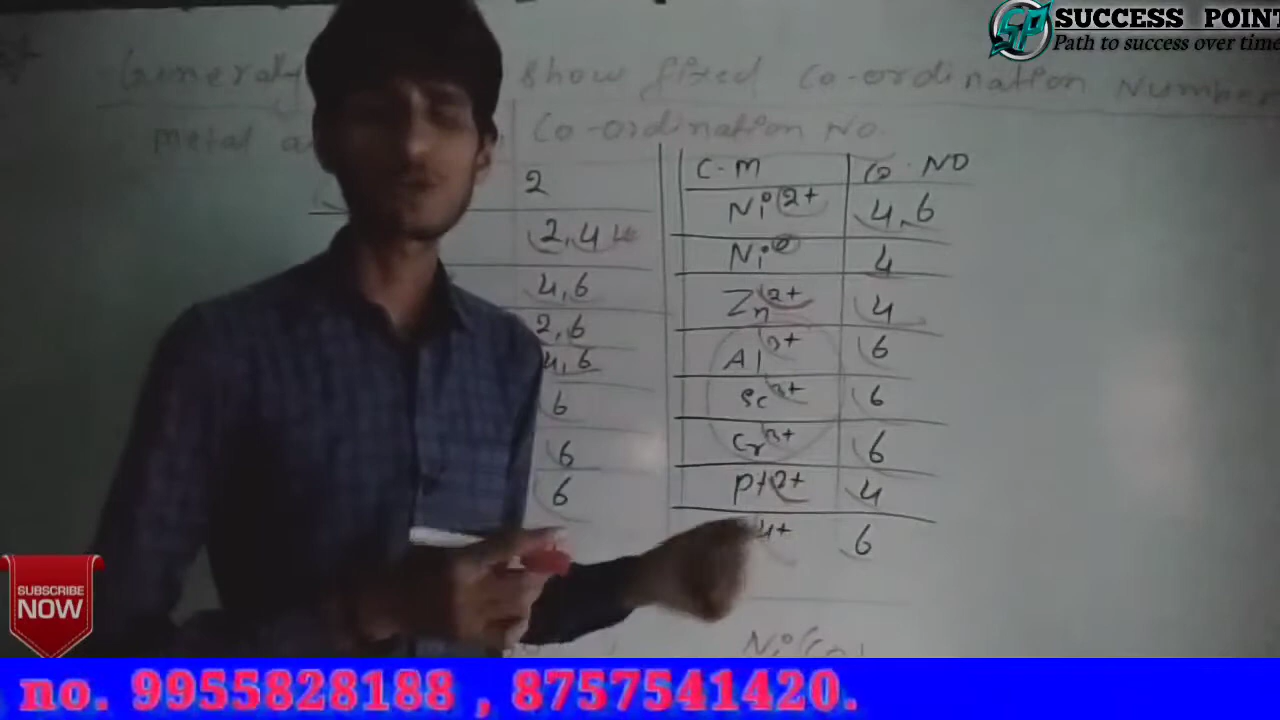 SUCCESS POINT
Path to success over time
Generally show fixed Co-ordination Number
metal Co-ordination No.
C-M Co. No
2
Ni2+ 4,6
2,4
Ni0 4
4,6
Zn2+ 4
2,6
Al3+ 6
4,6
Sc3+ 6
6
Cr3+ 6
6
Pt2+ 4
6
4+ 6
SUBSCRIBE
NOW
no. 9955828188 , 8757541420.